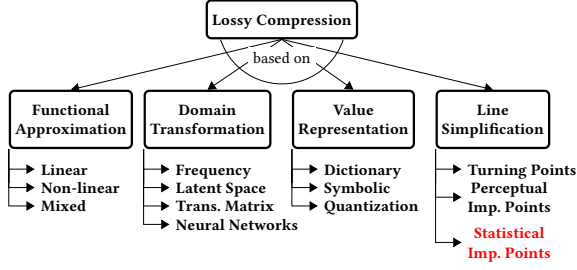 Lossy Compression
based on
Functional
Approximation
Linear
Non-linear
Mixed
Domain
Transformation
Frequency
Latent Space
Trans. Matrix
Neural Networks
Value
Representation
Dictionary
Symbolic
Quantization
Line
Simplification
Turning Points
Perceptual
Imp. Points
Statistical
Imp. Points